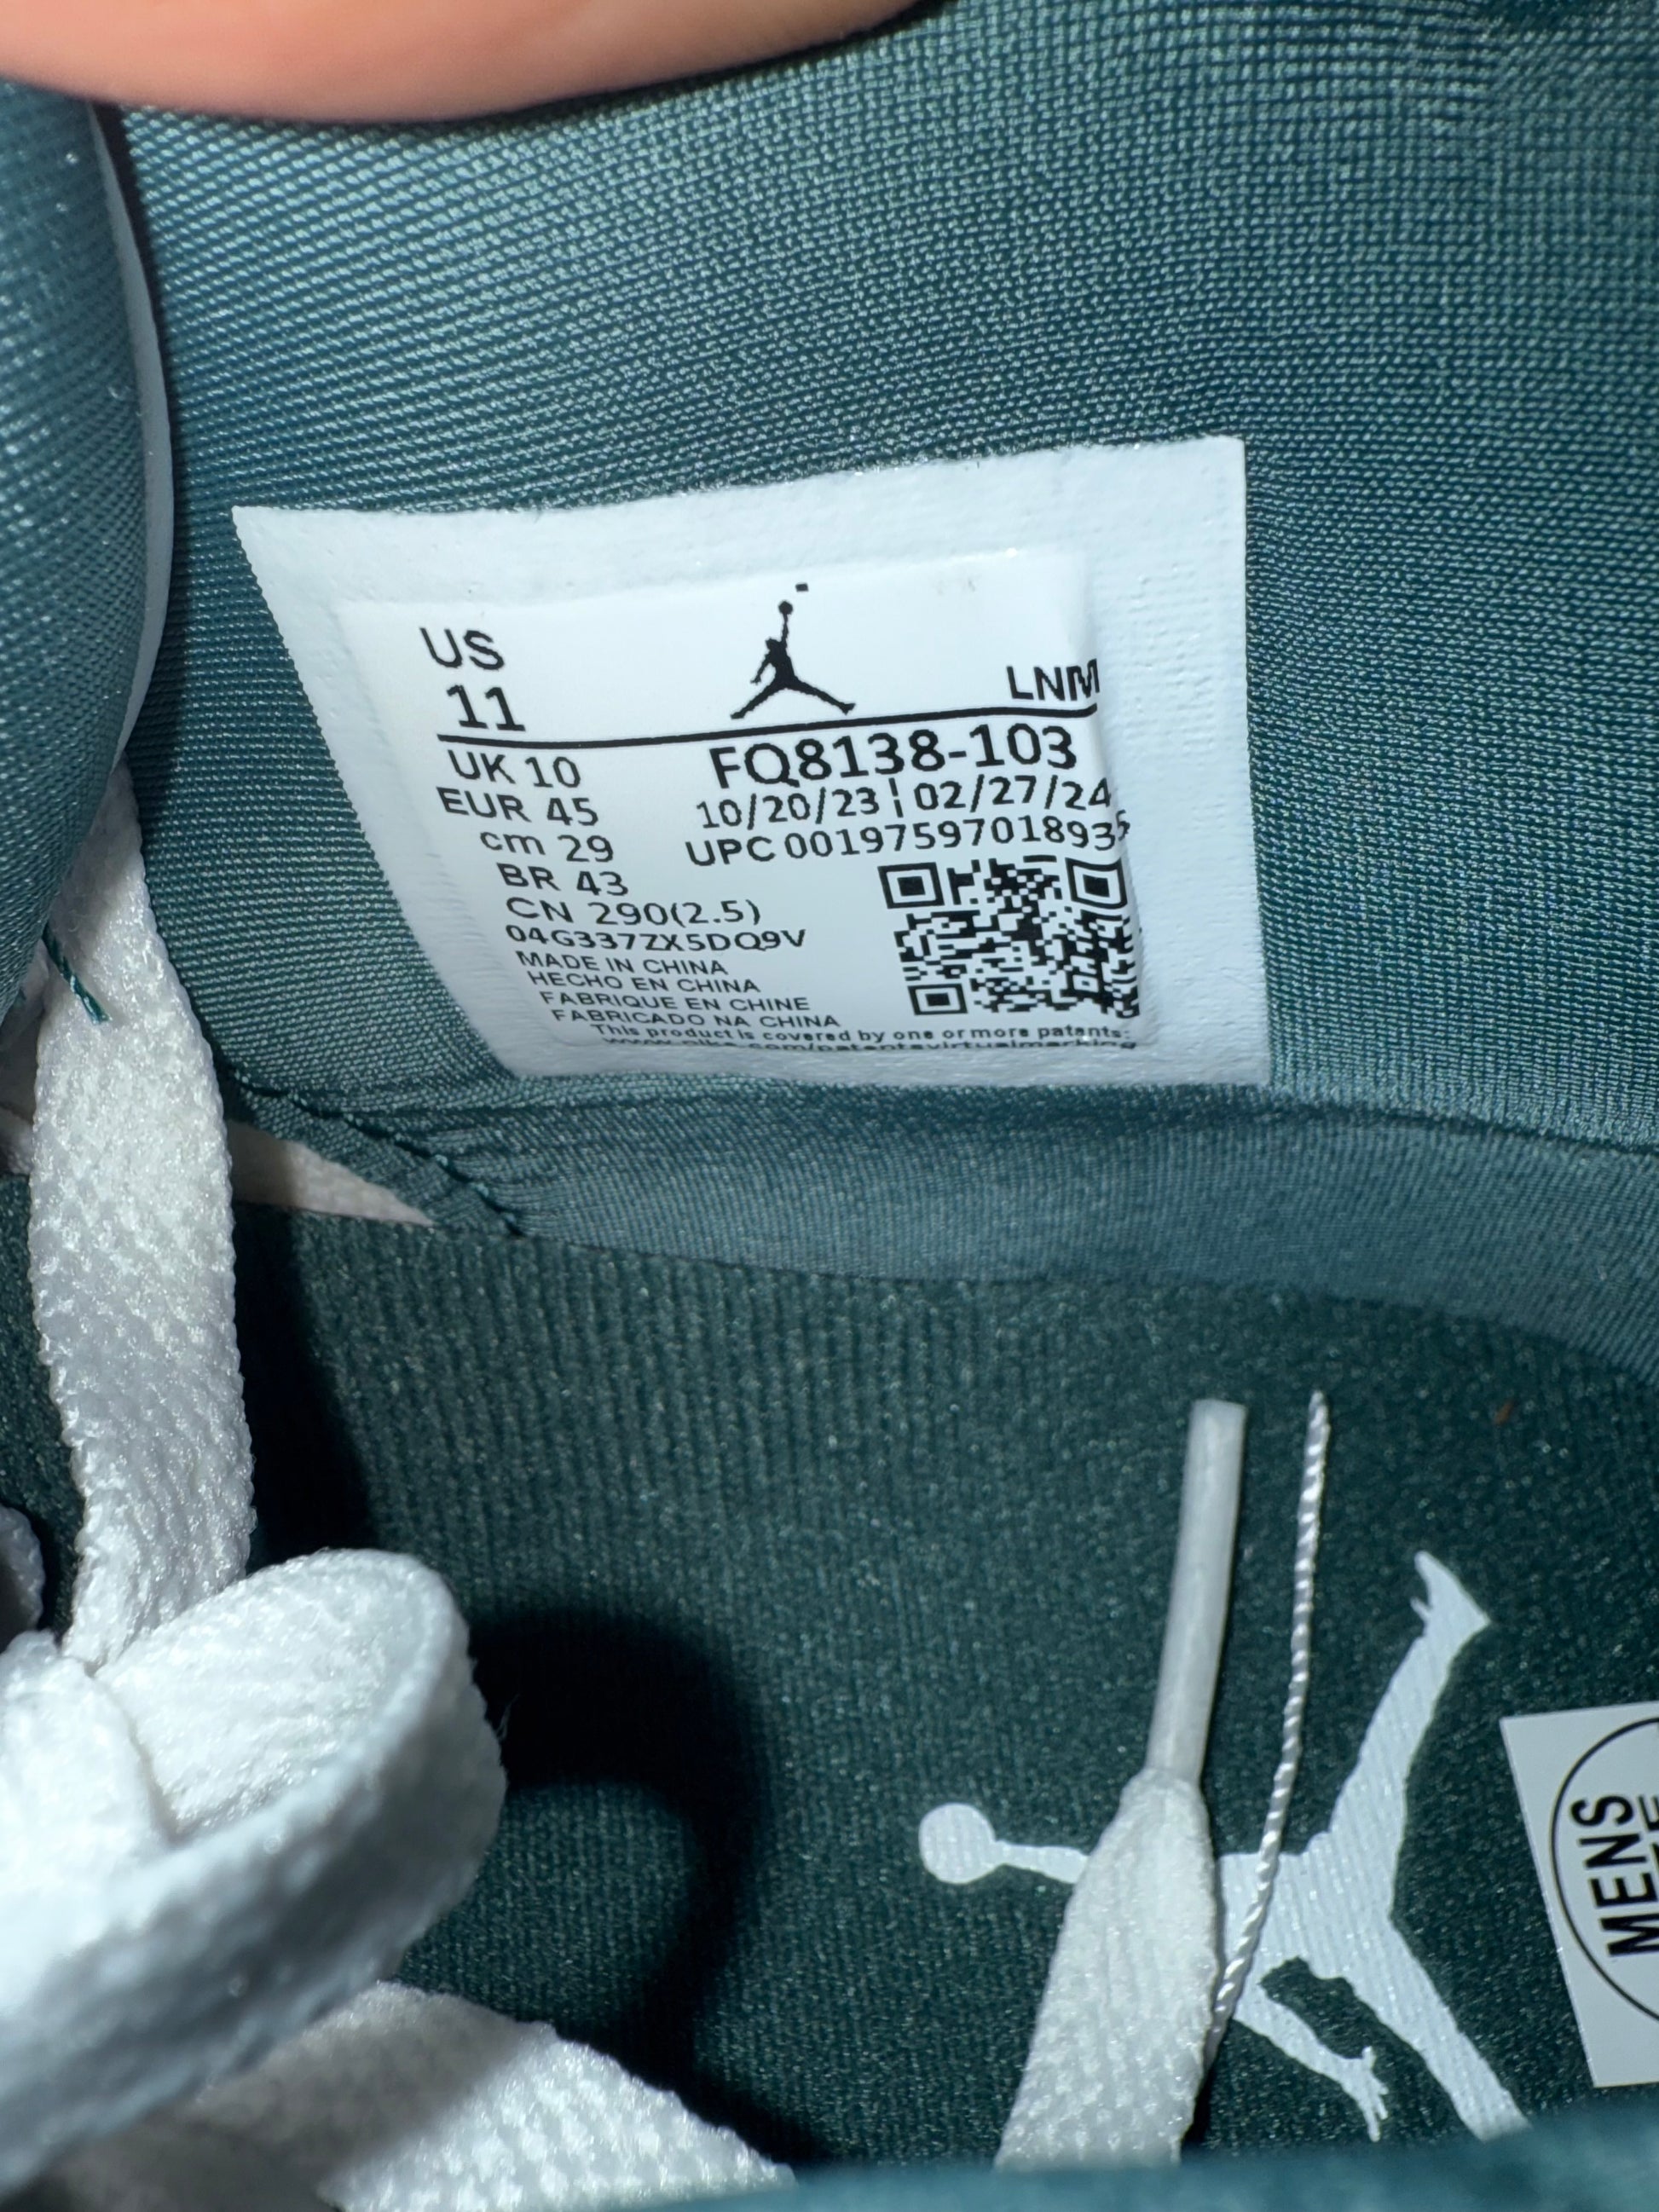 US
11
LNM
UK 10
EUR 45
cm 29
BR 43
CN 290(2.5)
FQ8138-103
10/20/23 ¦ 02/27/24
UPC 00197597018935
04G337ZX5DQ9V
MADE IN CHINA
HECHO EN CHINA
FABRIQUE EN CHINE
FABRICADO NA CHINA
This product is covered by one or more patents:
MENS